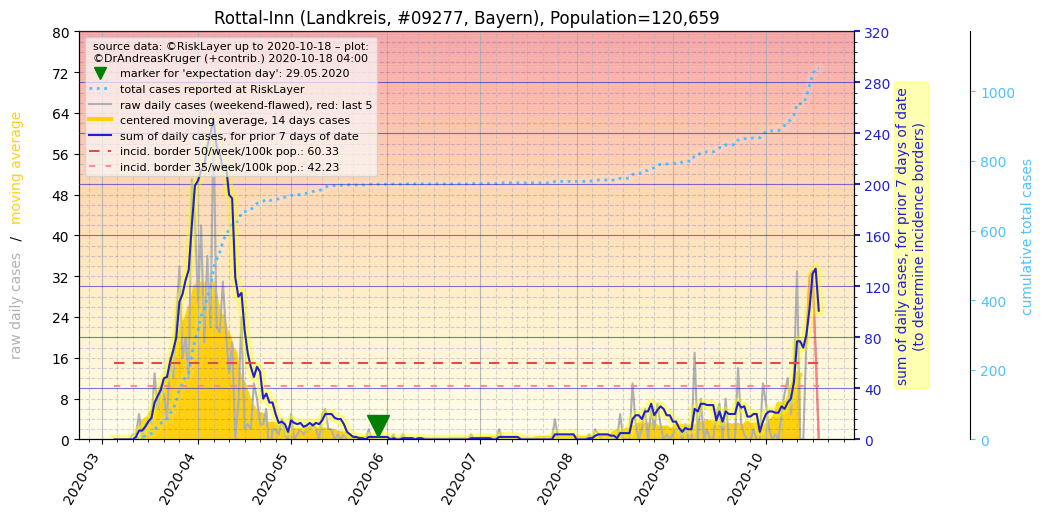 Rottal-Inn (Landkreis, #09277, Bayern), Population=120,659
source data: ©RiskLayer up to 2020-10-18 – plot:
©DrAndreasKruger (+contrib.) 2020-10-18 04:00
marker for 'expectation day': 29.05.2020
total cases reported at RiskLayer
raw daily cases (weekend-flawed), red: last 5
centered moving average, 14 days cases
sum of daily cases, for prior 7 days of date
incid. border 50/week/100k pop.: 60.33
incid. border 35/week/100k pop.: 42.23
raw daily cases / moving average
80
72
64
56
48
40
32
24
16
8
0
2020-03
2020-04
2020-05
2020-06
2020-07
2020-08
2020-09
2020-10
320
280
240
200
160
120
80
40
0
sum of daily cases, for prior 7 days of date
(to determine incidence borders)
1000
800
600
400
200
0
cumulative total cases